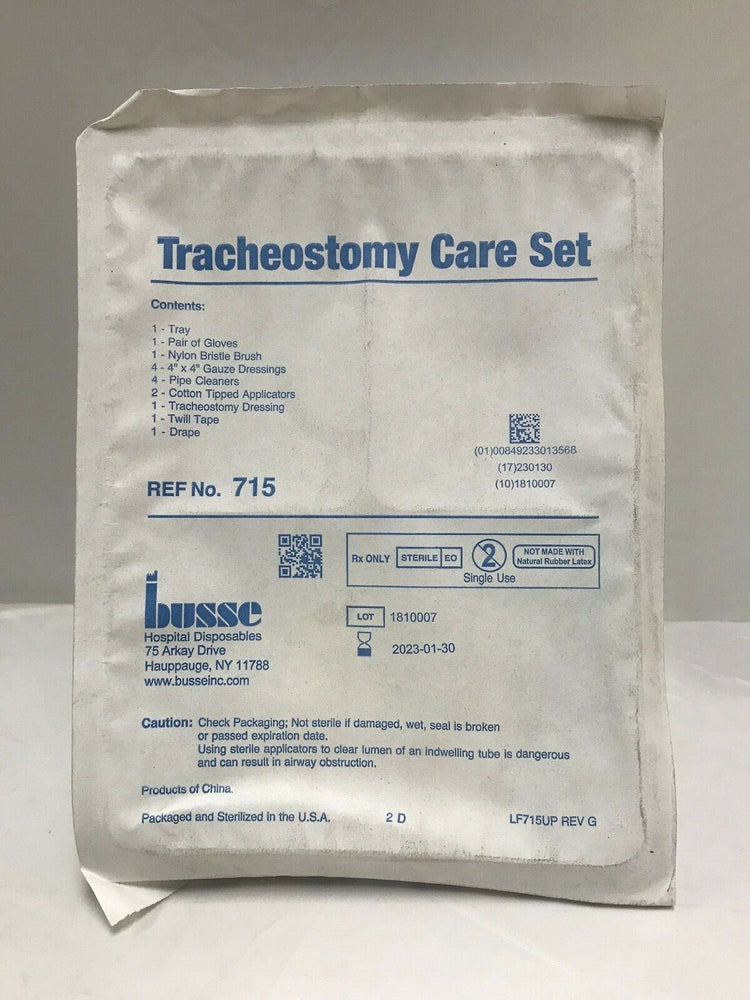 Tracheostomy Care Set
Contents:
1 - Tray
1 - Pair of Gloves
1 - Nylon Bristle Brush
4 - 4" x 4" Gauze Dressings
4 - Pipe Cleaners
2 - Cotton Tipped Applicators
1 - Tracheostomy Dressing
1 - Twill Tape
1 - Drape
(01)00849233013568
(17)230130
(10)1810007
REF No. 715
Rx ONLY STERILE EO 2 NOT MADE WITH
Natural Rubber Latex
Single Use
busse
Hospital Disposables
75 Arkay Drive
Hauppauge, NY 11788
www.busseinc.com
LOT 1810007
2023-01-30
Caution: Check Packaging; Not sterile if damaged, wet, seal is broken
or passed expiration date.
Using sterile applicators to clear lumen of an indwelling tube is dangerous
and can result in airway obstruction.
Products of China.
Packaged and Sterilized in the U.S.A. 2 D LF715UP REV G